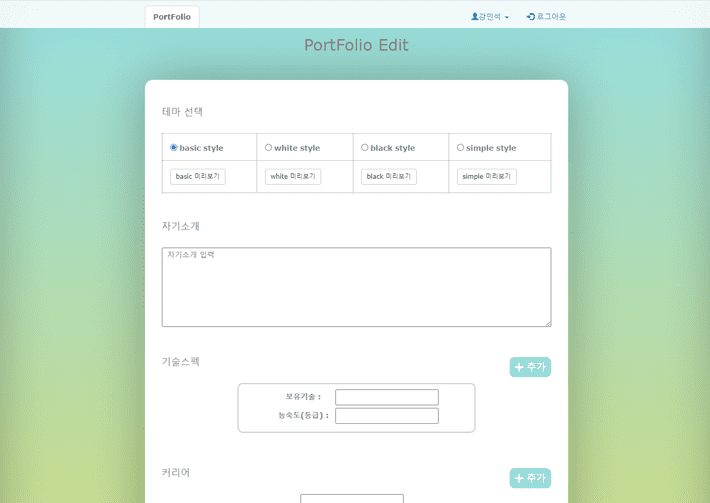 PortFolio
강민석
로그아웃
PortFolio Edit
테마 선택
basic style
white style
black style
simple style
basic 미리보기
white 미리보기
black 미리보기
simple 미리보기
자기소개
자기소개 입력
기술스펙
+ 추가
보유기술 :
능숙도(등급) :
커리어
+ 추가